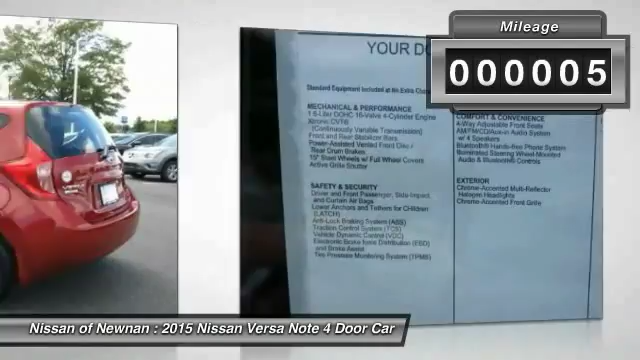 Mileage
000005
YOUR DO
Standard Equipment Included at No Extra Char
MECHANICAL & PERFORMANCE
1.6-Liter DOHC 16-Valve 4-Cylinder Engine
Xtronic CVT®
(Continuously Variable Transmission)
Front and Rear Stabilizer Bars
Power-Assisted Vented Front Disc /
Rear Drum Brakes
15" Steel Wheels w/ Full Wheel Covers
Active Grille Shutter
SAFETY & SECURITY
Driver and Front Passenger, Side-Impact
and Curtain Air Bags
Lower Anchors and Tethers for CHildren
(LATCH)
Anti-Lock Braking System (ABS)
Traction Control System (TCS)
Vehicle Dynamic Control (VDC)
Electronic Brake force Distribution (EBD)
and Brake Assist
Tire Pressure Monitoring System (TPMS)
COMFORT & CONVENIENCE
4-Way Adjustable Front Seats
AM/FM/CD/Aux-in Audio System
w/ 4 Speakers
Bluetooth® Hands-free Phone System
Illuminated Steering Wheel-Mounted
Audio & Bluetooth® Controls
EXTERIOR
Chrome-Accented Multi-Reflector
Halogen Headlights
Chrome-Accented Front Grille
Nissan of Newnan : 2015 Nissan Versa Note 4 Door Car